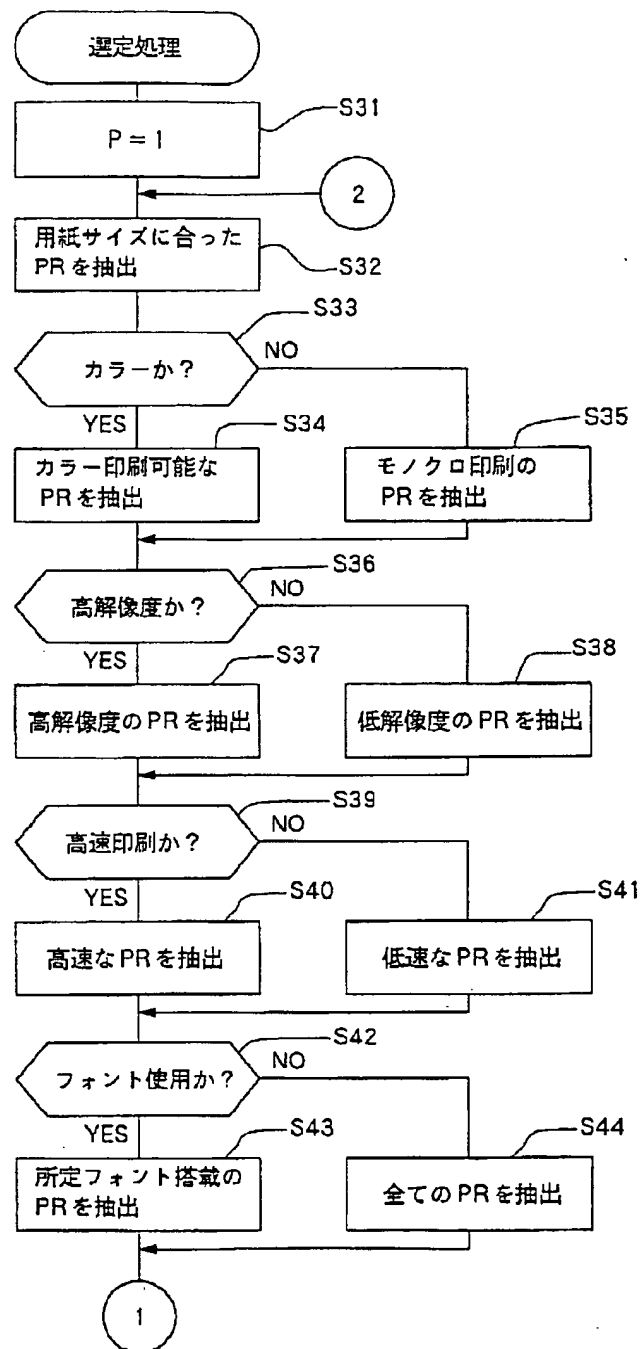 選定処理
S31
P = 1
2
用紙サイズに合った
PRを抽出
S32
S33
カラーか？
NO
YES
S34
S35
カラー印刷可能な
PRを抽出
モノクロ印刷の
PRを抽出
S36
高解像度か？
NO
YES
S37
S38
高解像度のPRを抽出
低解像度のPRを抽出
S39
高速印刷か？
NO
YES
S40
S41
高速なPRを抽出
低速なPRを抽出
S42
フォント使用か？
NO
YES
S43
S44
所定フォント搭載の
PRを抽出
全てのPRを抽出
1